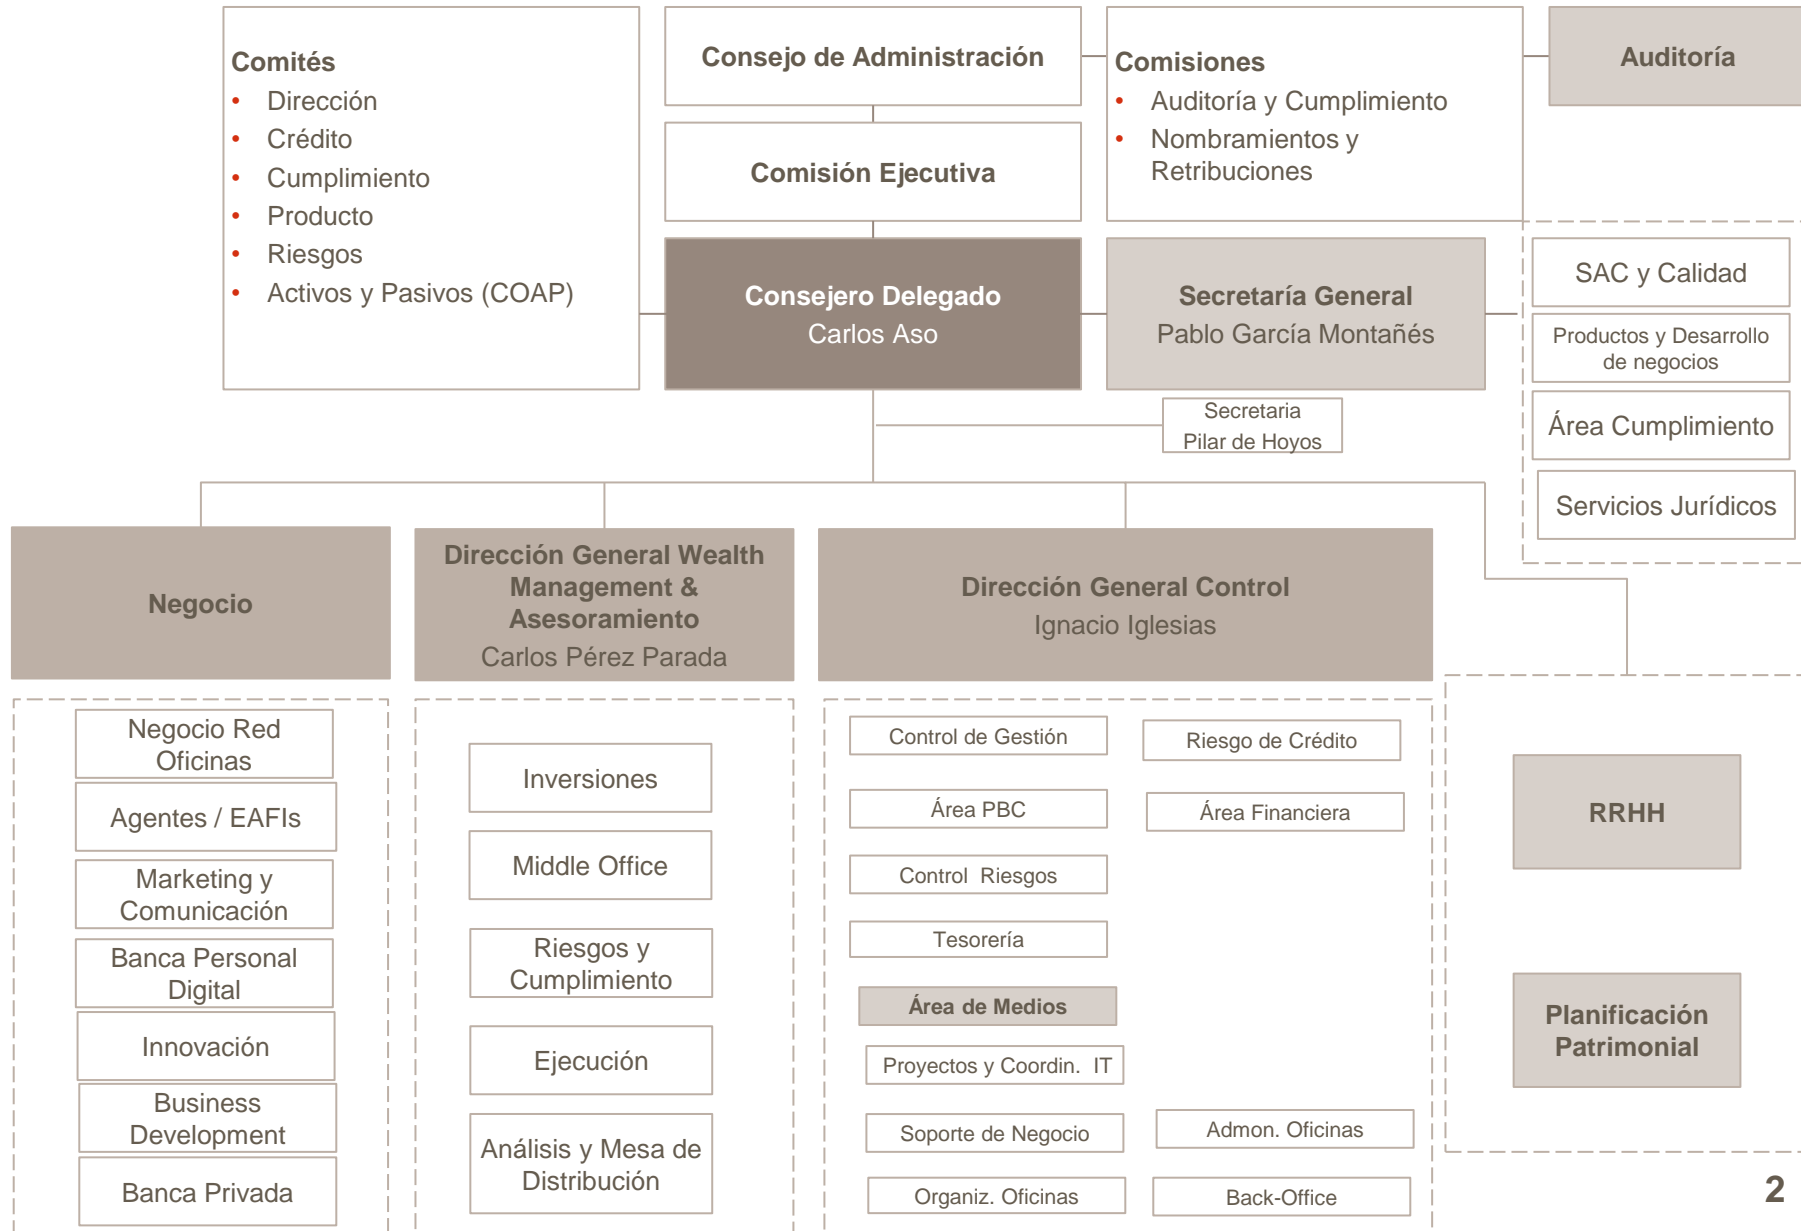 Comités
• Dirección
• Crédito
• Cumplimiento
• Producto
• Riesgos
• Activos y Pasivos (COAP)
Consejo de Administración
Comisión Ejecutiva
Comisiones
• Auditoría y Cumplimiento
• Nombramientos y
Retribuciones
Auditoría
Consejero Delegado
Carlos Aso
Secretaría General
Pablo García Montañés
SAC y Calidad
Productos y Desarrollo
de negocios
Área Cumplimiento
Servicios Jurídicos
Secretaria
Pilar de Hoyos
Negocio
Dirección General Wealth
Management &
Asesoramiento
Carlos Pérez Parada
Dirección General Control
Ignacio Iglesias
Negocio Red
Oficinas
Agentes / EAFIs
Marketing y
Comunicación
Banca Personal
Digital
Innovación
Business
Development
Banca Privada
Inversiones
Middle Office
Riesgos y
Cumplimiento
Ejecución
Análisis y Mesa de
Distribución
Control de Gestión
Riesgo de Crédito
Área PBC
Área Financiera
Control Riesgos
Tesorería
Área de Medios
Proyectos y Coordin. IT
Soporte de Negocio
Admon. Oficinas
Organiz. Oficinas
Back-Office
RRHH
Planificación
Patrimonial
2